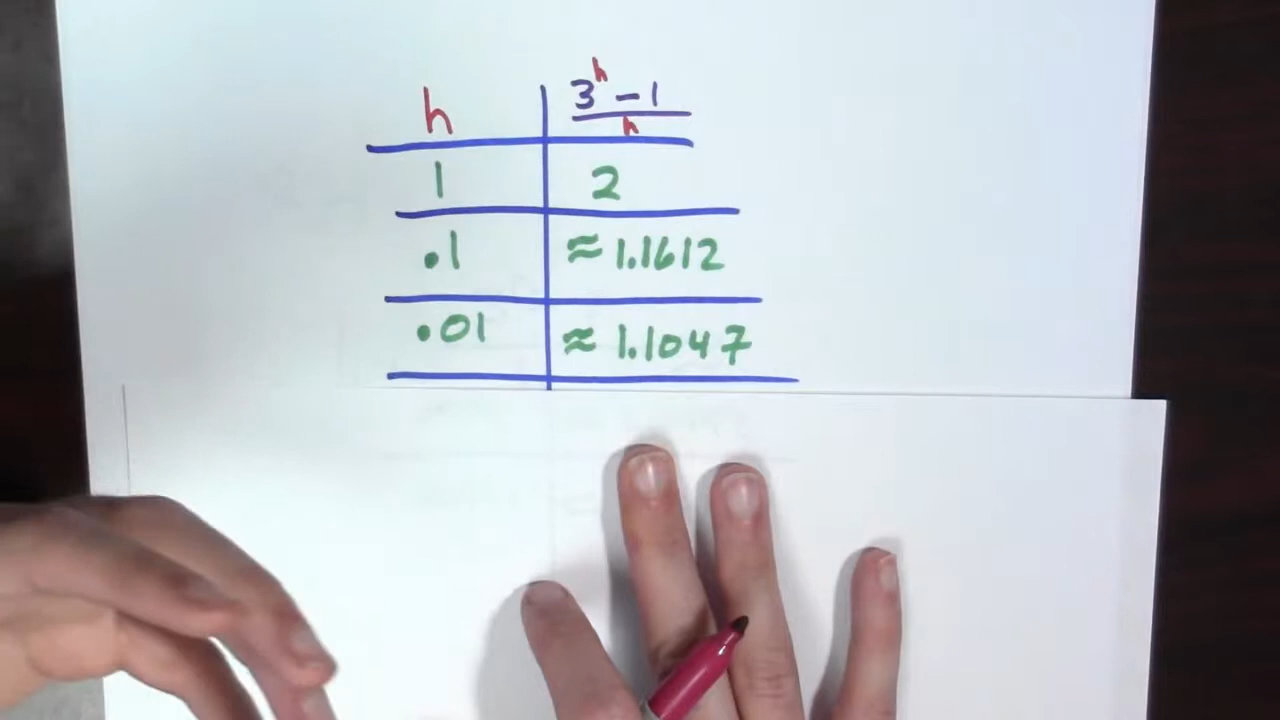 h | 3^h - 1 / h
1 | 2
.1 | ≈ 1.1612
.01 | ≈ 1.1047